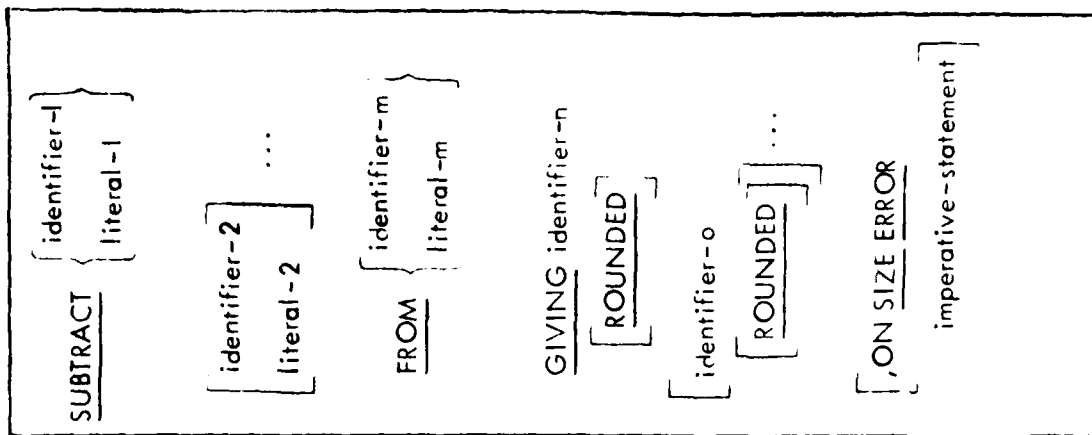 SUBTRACT {identifier-1
literal-1}
[identifier-2
literal-2] ...
FROM {identifier-m
literal-m}
GIVING identifier-n
[ROUNDED]
[identifier-o
[ROUNDED]] ...
[,ON SIZE ERROR
imperative-statement]